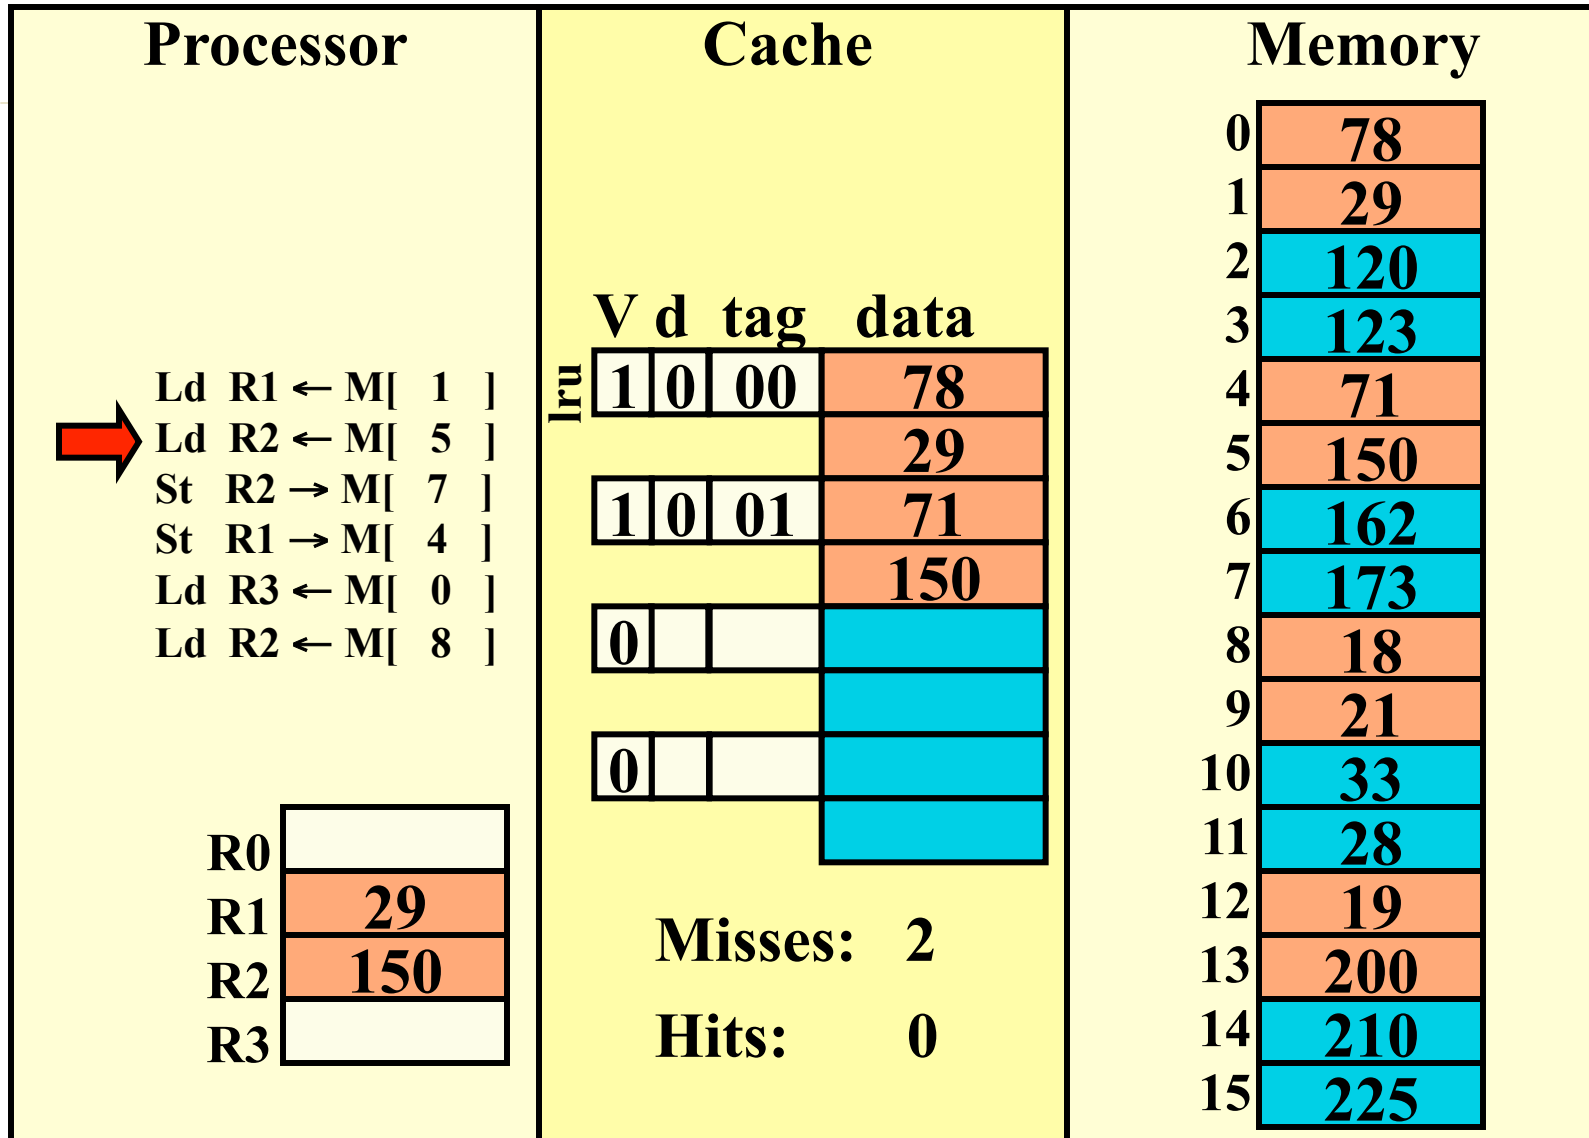 Processor
Ld R1 ← M[ 1 ]
Ld R2 ← M[ 5 ]
St R2 → M[ 7 ]
St R1 → M[ 4 ]
Ld R3 ← M[ 0 ]
Ld R2 ← M[ 8 ]
R0
R1 29
R2 150
R3
Cache
V d tag data
lru 1 0 00 78
29
1 0 01 71
150
0
0
Misses: 2
Hits: 0
Memory
0 78
1 29
2 120
3 123
4 71
5 150
6 162
7 173
8 18
9 21
10 33
11 28
12 19
13 200
14 210
15 225